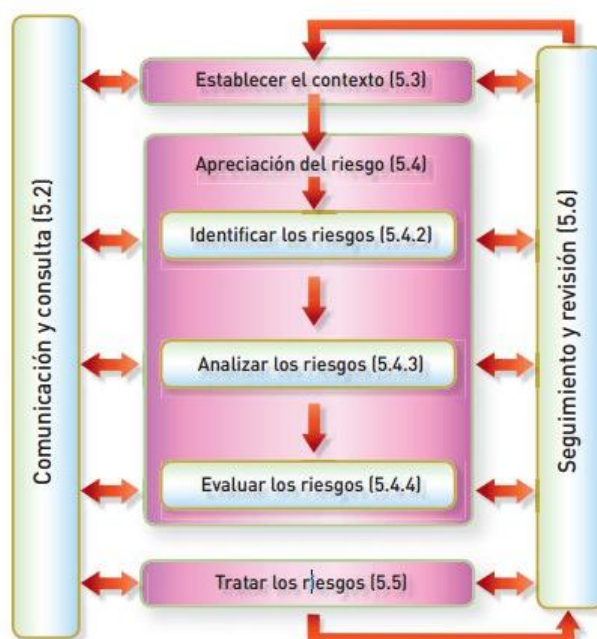 Comunicación y consulta (5.2)
Establecer el contexto (5.3)
Apreciación del riesgo (5.4)
Identificar los riesgos (5.4.2)
Analizar los riesgos (5.4.3)
Evaluar los riesgos (5.4.4)
Tratar los riesgos (5.5)
Seguimiento y revisión (5.6)